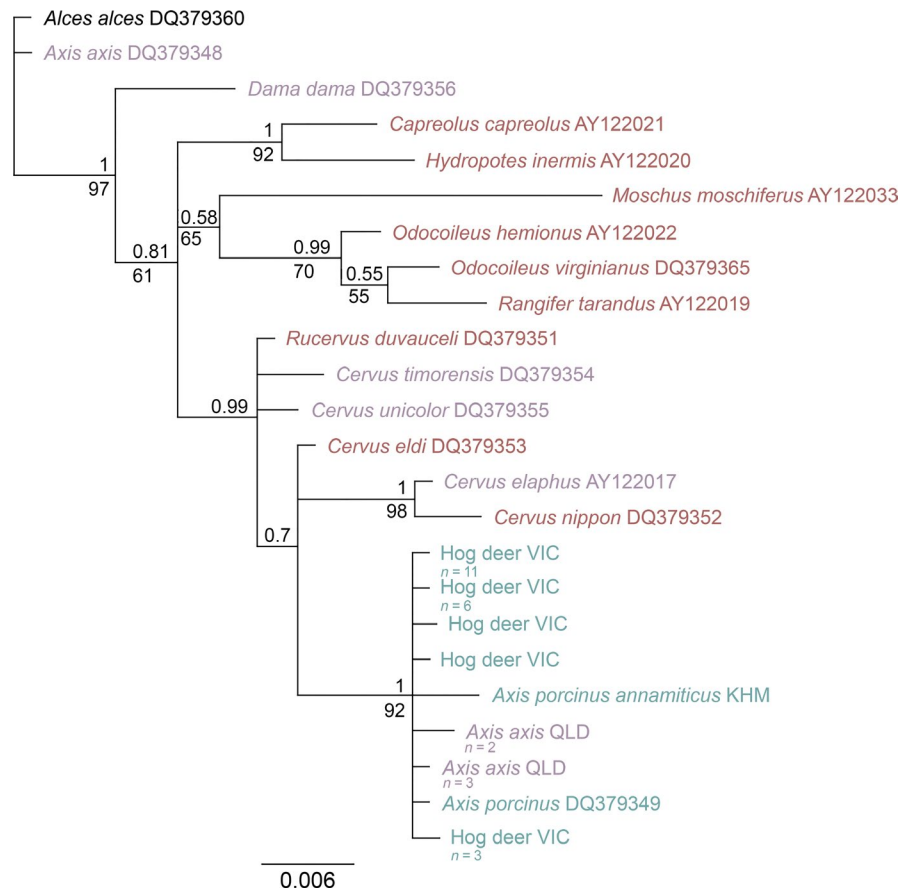 Alces alces DQ379360
Axis axis DQ379348
Dama dama DQ379356
Capreolus capreolus AY122021
1
92
Hydropotes inermis AY122020
1
97
Moschus moschiferus AY122033
0.58
65
Odocoileus hemionus AY122022
0.99
70
0.81
61
Odocoileus virginianus DQ379365
0.55
55
Rangifer tarandus AY122019
Rucervus duvauceli DQ379351
Cervus timorensis DQ379354
0.99
Cervus unicolor DQ379355
Cervus eldi DQ379353
Cervus elaphus AY122017
1
98
Cervus nippon DQ379352
0.7
Hog deer VIC
n = 11
Hog deer VIC
n = 6
Hog deer VIC
Hog deer VIC
1
92
Axis porcinus annamiticus KHM
Axis axis QLD
n = 2
Axis axis QLD
n = 3
Axis porcinus DQ379349
Hog deer VIC
n = 3
0.006